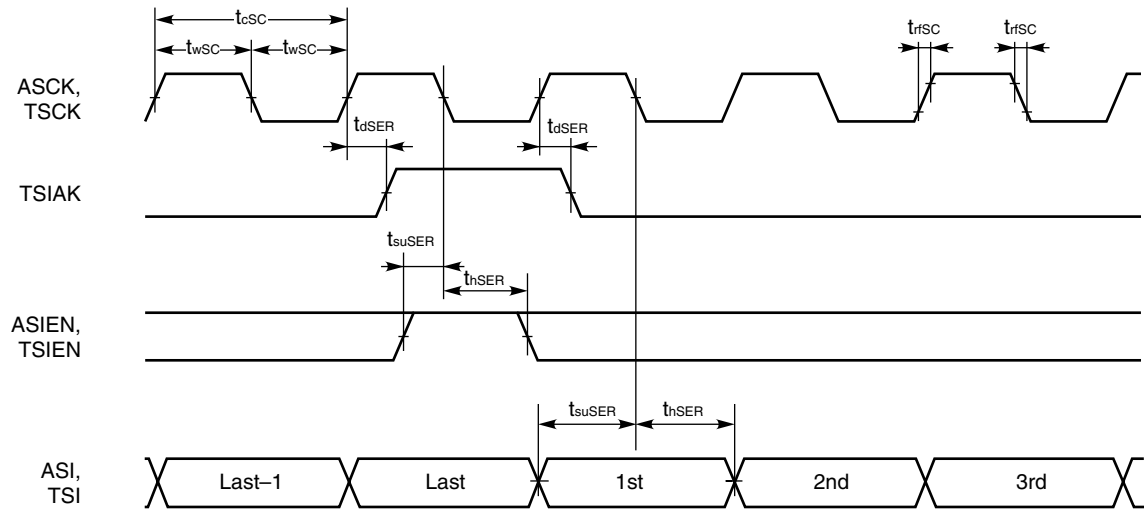 tcSC
twSC twSC
trfSC trfSC
ASCK,
TSCK
tdSER tdSER
TSIAK
tsuSER
thSER
ASIEN,
TSIEN
tsuSER thSER
ASI,
TSI
Last–1 Last 1st 2nd 3rd